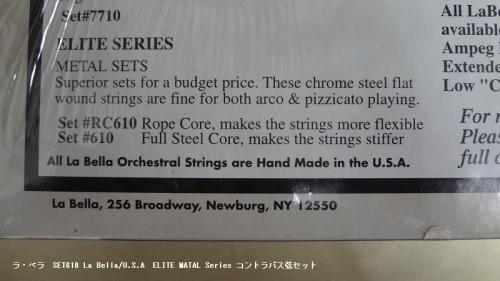 Set#7710
ELITE SERIES
METAL SETS
Superior sets for a budget price. These chrome steel flat
wound strings are fine for both arco & pizzicato playing.
Set #RC610 Rope Core, makes the strings more flexible
Set #610 Full Steel Core, makes the strings stiffer
All La Bella Orchestral Strings are Hand Made in the U.S.A.
La Bella, 256 Broadway, Newburg, NY 12550
All LaBe
available
Ampeg
Extende
Low "C
For
Pleas
full
ラ・ベラ SET610 La Bella/U.S.A ELITE MATAL Series コントラバス弦セット